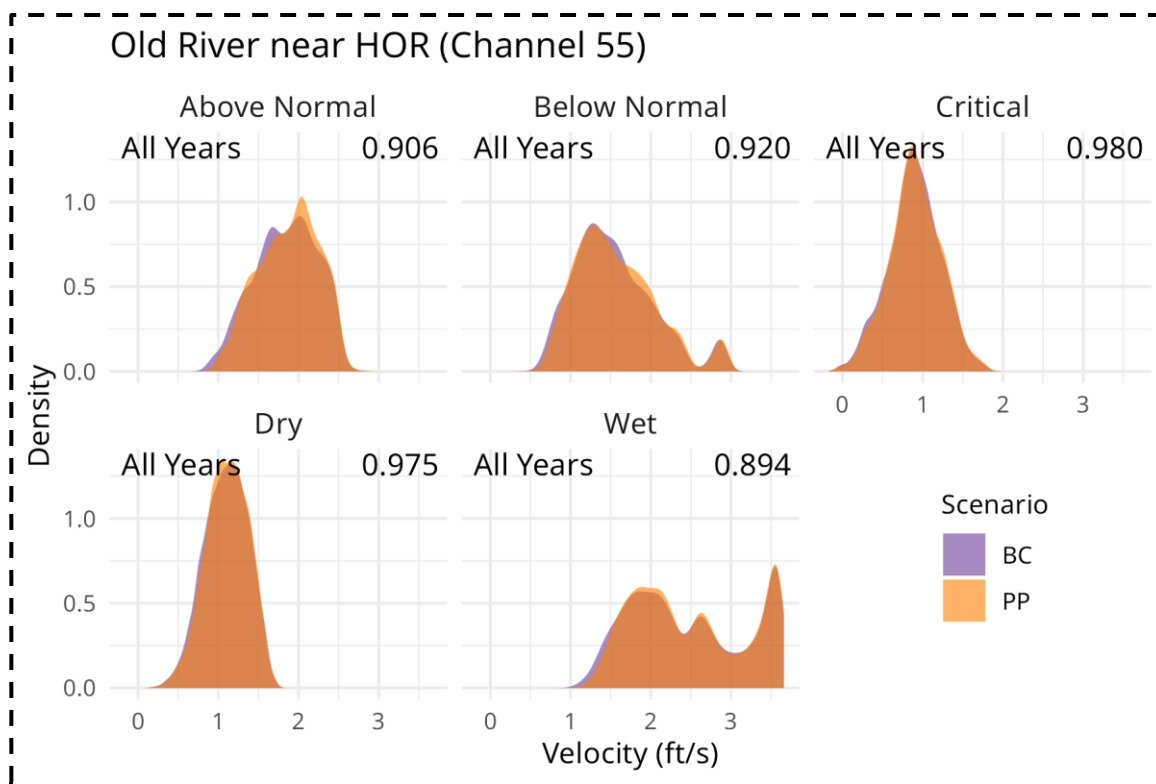 Old River near HOR (Channel 55)
Above Normal
Below Normal
Critical
All Years 0.906
All Years 0.920
All Years 0.980
1.0
0.5
0.0
0 1 2 3
Density
Dry
Wet
All Years 0.975
All Years 0.894
1.0
0.5
0.0
0 1 2 3
0 1 2 3
Velocity (ft/s)
Scenario
BC
PP